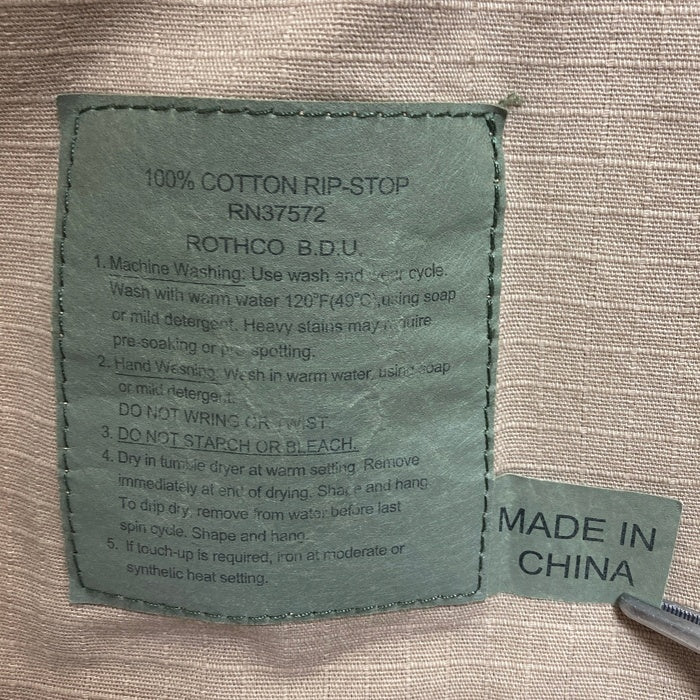 100% COTTON RIP-STOP
RN37572
ROTHCO B.D.U.
1. Machine Washing: Use wash and wear cycle.
Wash with warm water 120°F(49°C),using soap
or mild detergent. Heavy stains may require
pre-soaking or pre spotting.
2. Hand Washing: Wash in warm water, using soap
or mild detergent.
DO NOT WRING OR TWIST
3. DO NOT STARCH OR BLEACH.
4. Dry in tumble dryer at warm setting. Remove
immediately at end of drying. Shape and hang
To drip dry, remove from water before last
spin cycle. Shape and hang.
5. If touch-up is required, iron at moderate or
synthetic heat setting.
MADE IN
CHINA